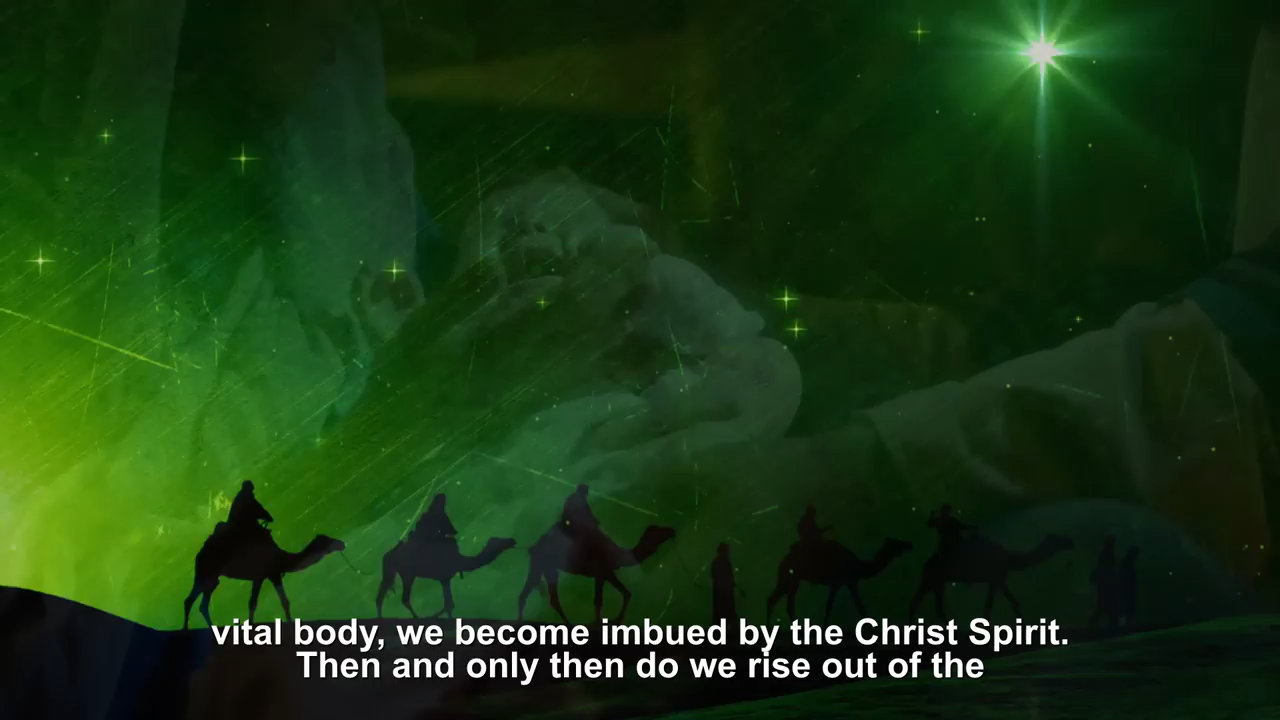 vital body, we become imbued by the Christ Spirit.
Then and only then do we rise out of the